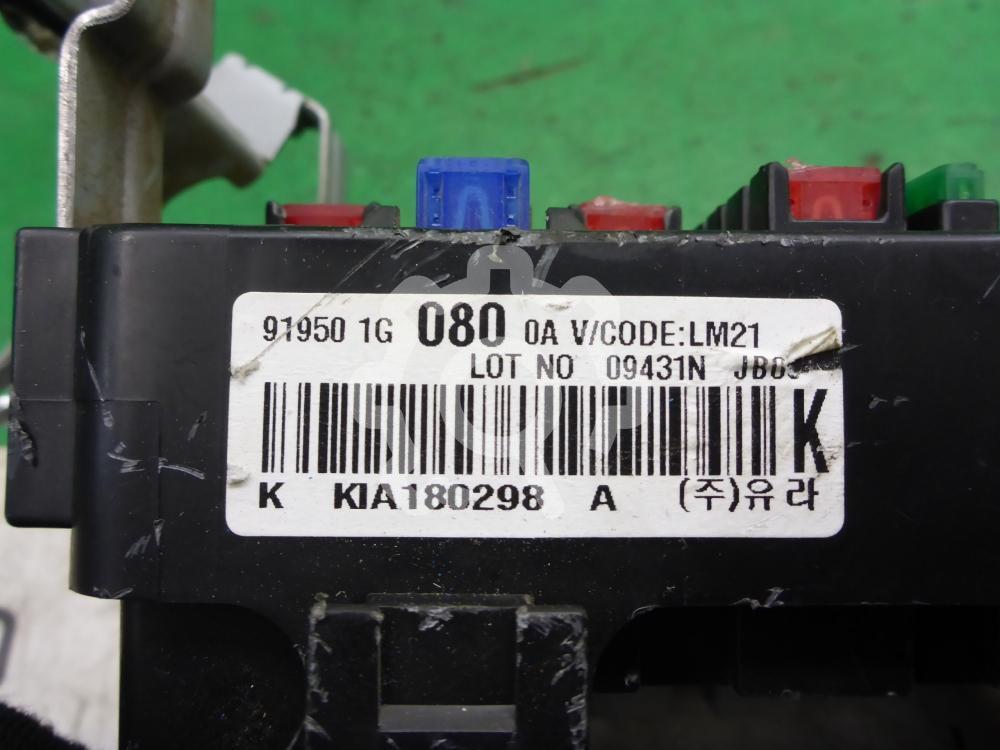 91950 1G 080 0A V/CODE:LM21
LOT NO 09431N
K
K KIA180298 A (주)유라